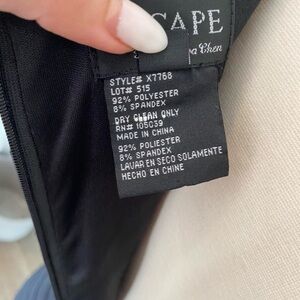 CAPE
Chen
STYLE# X7768
LOT# 515
92% POLYESTER
8% SPANDEX
DRY CLEAN ONLY
RN# 105039
MADE IN CHINA
92% POLIESTER
8% SPANDEX
LAVAR EN SECO SOLAMENTE
HECHO EN CHINE